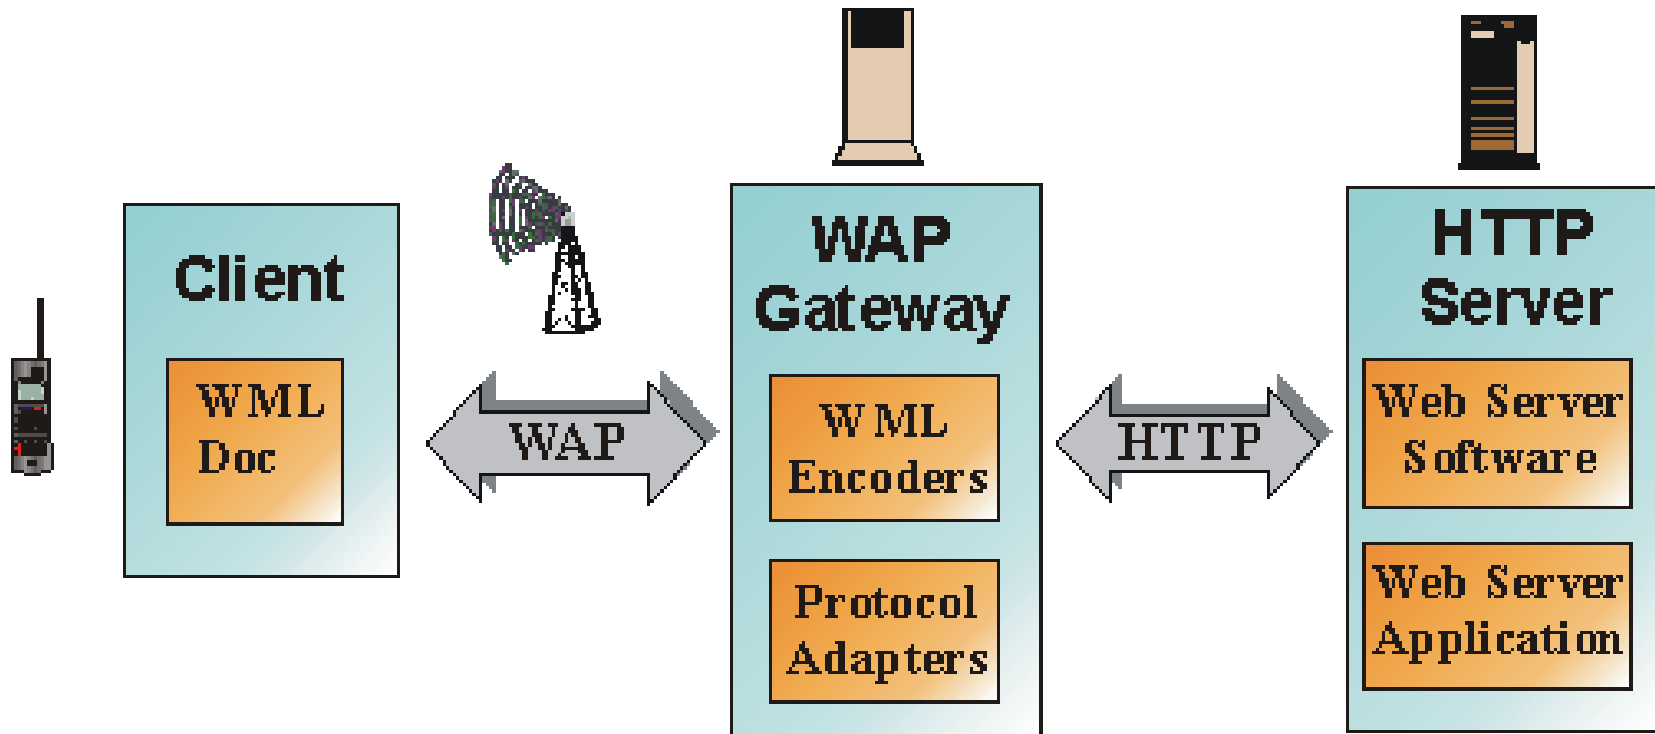 Client
WML
Doc
WAP
WAP
Gateway
WML
Encoders
Protocol
Adapters
HTTP
HTTP
Server
Web Server
Software
Web Server
Application